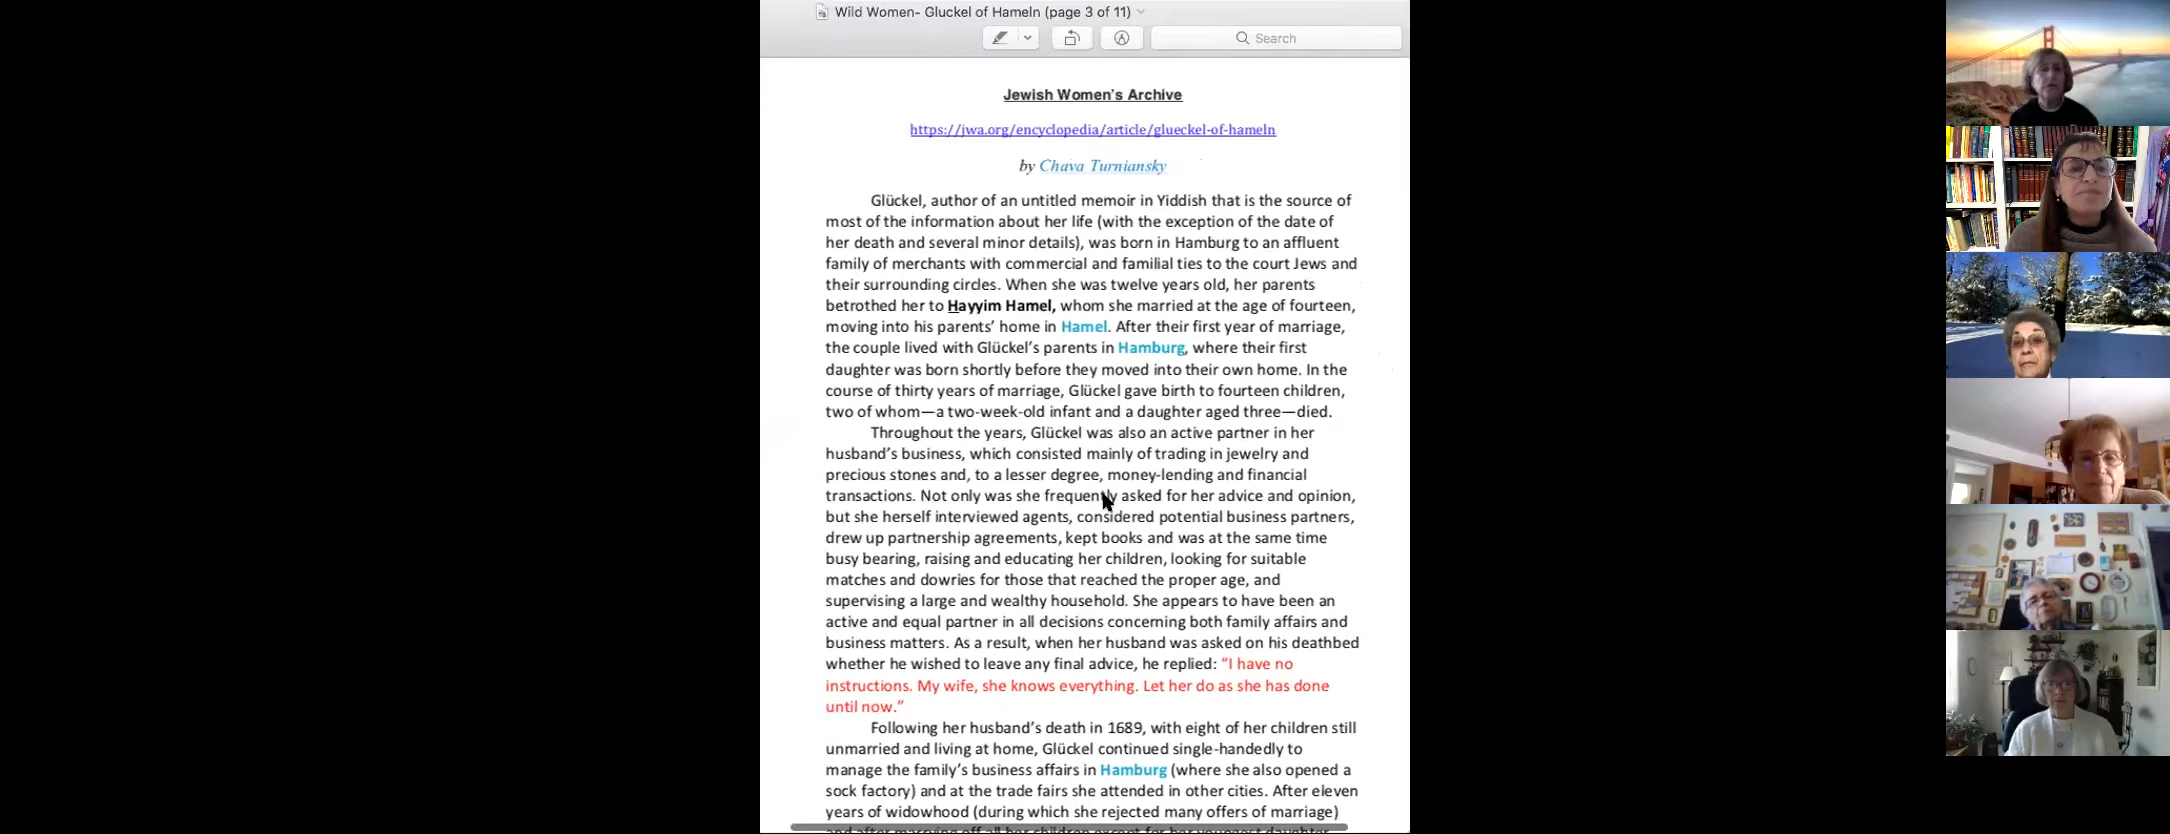 Wild Women- Gluckel of Hameln (page 3 of 11)
Search
Jewish Women's Archive
https://jwa.org/encyclopedia/article/glueckel-of-hameln
by Chava Turniansky
Glückel, author of an untitled memoir in Yiddish that is the source of
most of the information about her life (with the exception of the date of
her death and several minor details), was born in Hamburg to an affluent
family of merchants with commercial and familial ties to the court Jews and
their surrounding circles. When she was twelve years old, her parents
betrothed her to Hayyim Hamel, whom she married at the age of fourteen,
moving into his parents’ home in Hamel. After their first year of marriage,
the couple lived with Glückel’s parents in Hamburg, where their first
daughter was born shortly before they moved into their own home. In the
course of thirty years of marriage, Glückel gave birth to fourteen children,
two of whom—a two-week-old infant and a daughter aged three—died.
Throughout the years, Glückel was also an active partner in her
husband’s business, which consisted mainly of trading in jewelry and
precious stones and, to a lesser degree, money-lending and financial
transactions. Not only was she frequently asked for her advice and opinion,
but she herself interviewed agents, considered potential business partners,
drew up partnership agreements, kept books and was at the same time
busy bearing, raising and educating her children, looking for suitable
matches and dowries for those that reached the proper age, and
supervising a large and wealthy household. She appears to have been an
active and equal partner in all decisions concerning both family affairs and
business matters. As a result, when her husband was asked on his deathbed
whether he wished to leave any final advice, he replied: “I have no
instructions. My wife, she knows everything. Let her do as she has done
until now.”
Following her husband’s death in 1689, with eight of her children still
unmarried and living at home, Glückel continued single-handedly to
manage the family’s business affairs in Hamburg (where she also opened a
sock factory) and at the trade fairs she attended in other cities. After eleven
years of widowhood (during which she rejected many offers of marriage)
and after marrying off all her children except for her youngest daughter,